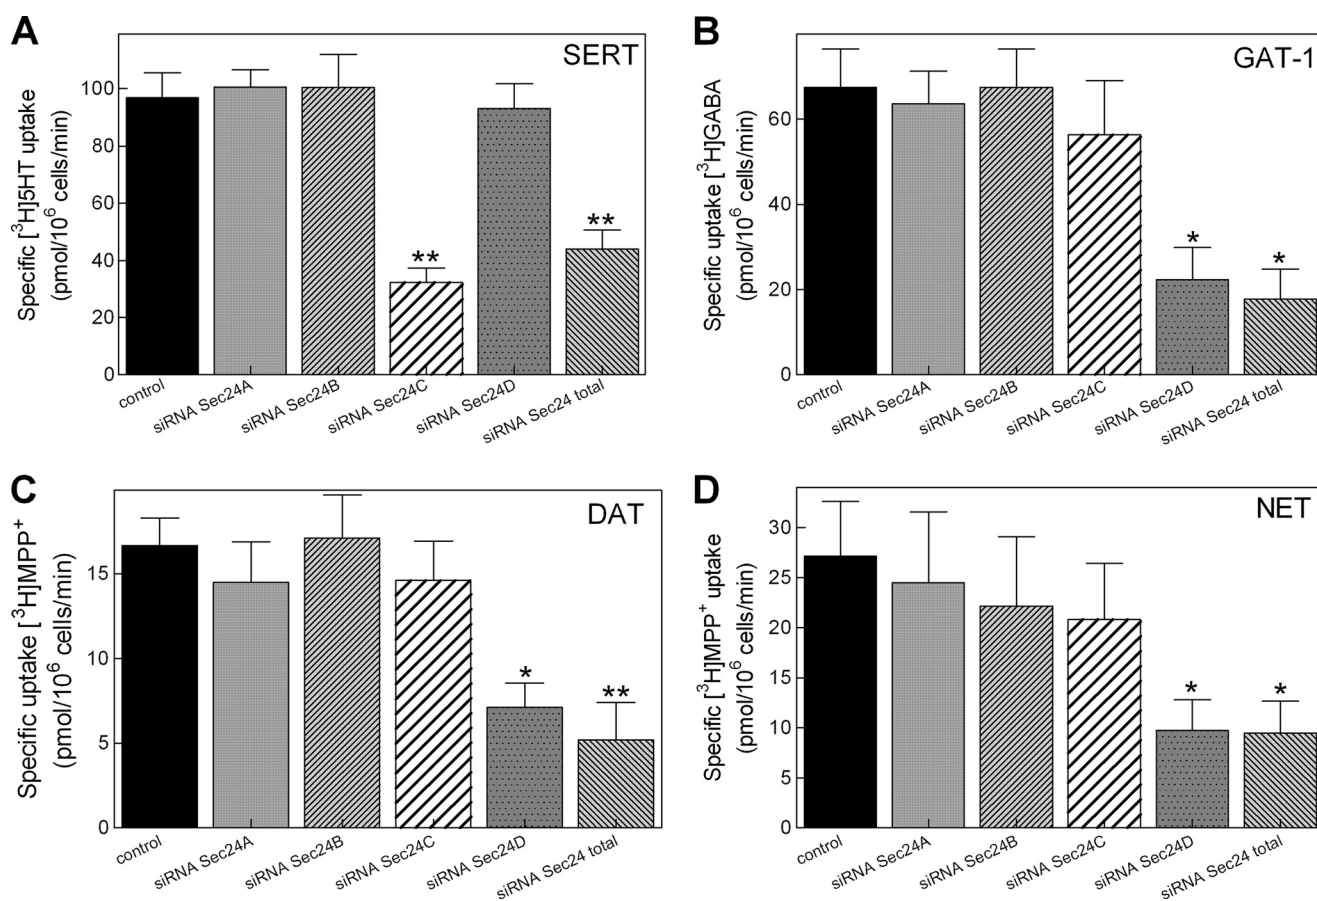 A
SERT
Specific [³H]5HT uptake
(pmol/10⁶ cells/min)
100
80
60
40
20
0
**
**
control
siRNA Sec24A
siRNA Sec24B
siRNA Sec24C
siRNA Sec24D
siRNA Sec24 total
B
GAT-1
Specific uptake [³H]GABA
(pmol/10⁶ cells/min)
60
40
20
0
*
*
control
siRNA Sec24A
siRNA Sec24B
siRNA Sec24C
siRNA Sec24D
siRNA Sec24 total
C
DAT
Specific uptake [³H]MPP⁺
(pmol/10⁶ cells/min)
15
10
5
0
*
**
control
siRNA Sec24A
siRNA Sec24B
siRNA Sec24C
siRNA Sec24D
siRNA Sec24 total
D
NET
Specific [³H]MPP⁺ uptake
(pmol/10⁶ cells/min)
30
25
20
15
10
5
0
*
*
control
siRNA Sec24A
siRNA Sec24B
siRNA Sec24C
siRNA Sec24D
siRNA Sec24 total